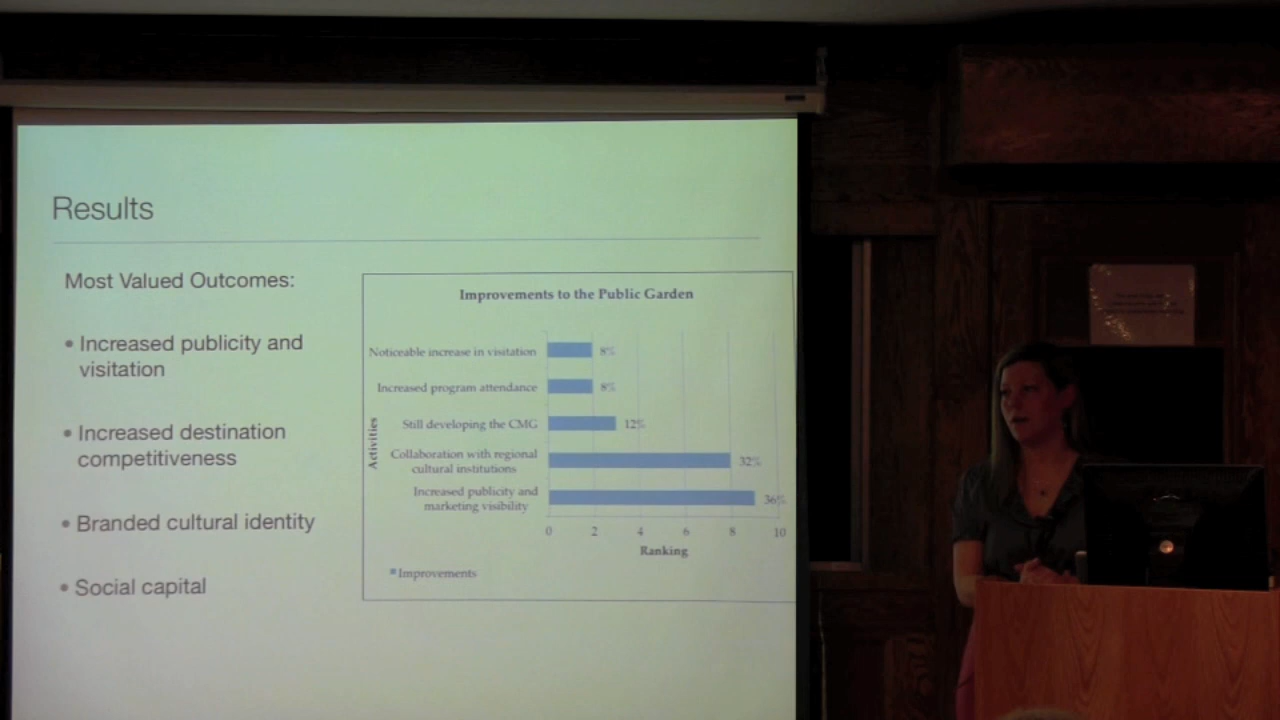 Results
Most Valued Outcomes:
• Increased publicity and
visitation
• Increased destination
competitiveness
• Branded cultural identity
• Social capital
Improvements to the Public Garden
Noticeable increase in visitation
8%
Increased program attendance
8%
Still developing the CMG
12%
Collaboration with regional
cultural institutions
32%
Increased publicity and
marketing visibility
36%
Activities
0 2 4 6 8 10
Ranking
Improvements